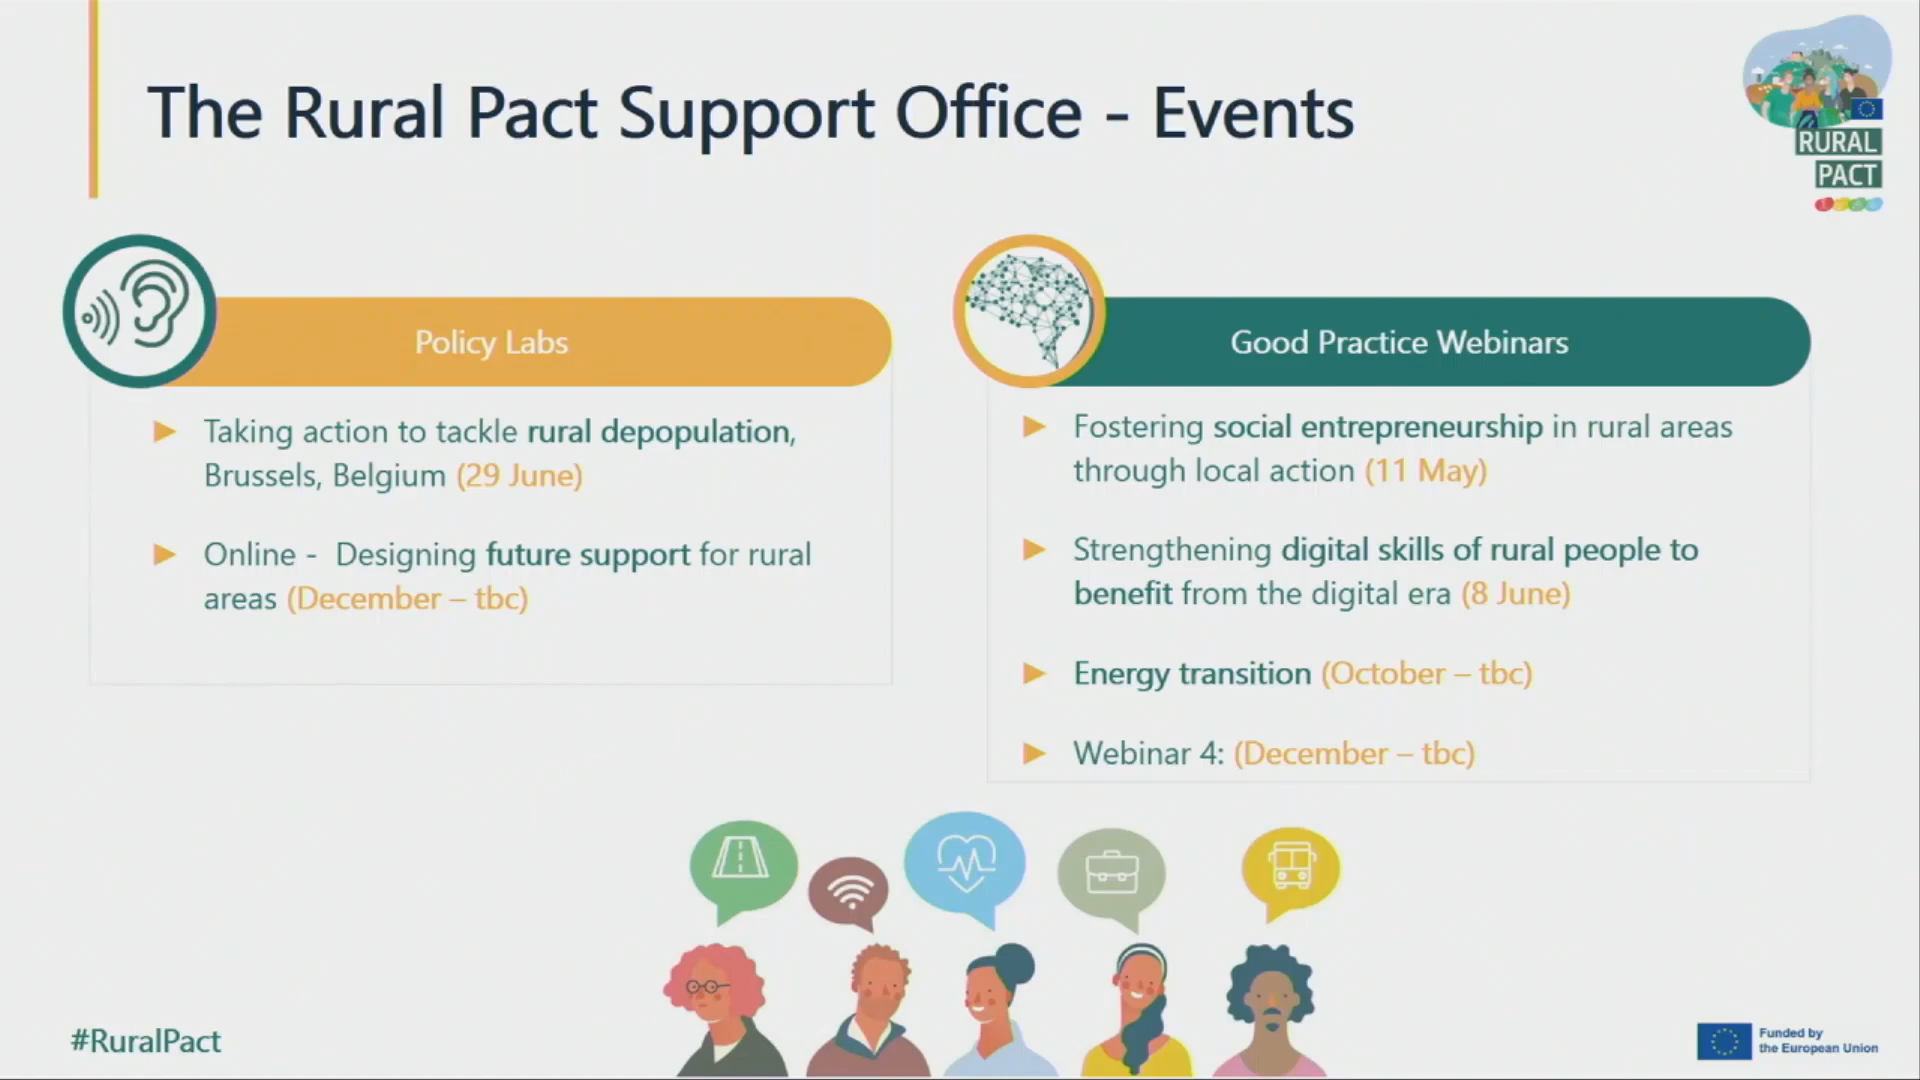 The Rural Pact Support Office - Events
RURAL
PACT
Policy Labs
Taking action to tackle rural depopulation,
Brussels, Belgium (29 June)
Online -  Designing future support for rural
areas (December – tbc)
Good Practice Webinars
Fostering social entrepreneurship in rural areas
through local action (11 May)
Strengthening digital skills of rural people to
benefit from the digital era (8 June)
Energy transition (October – tbc)
Webinar 4: (December – tbc)
#RuralPact
Funded by
the European Union